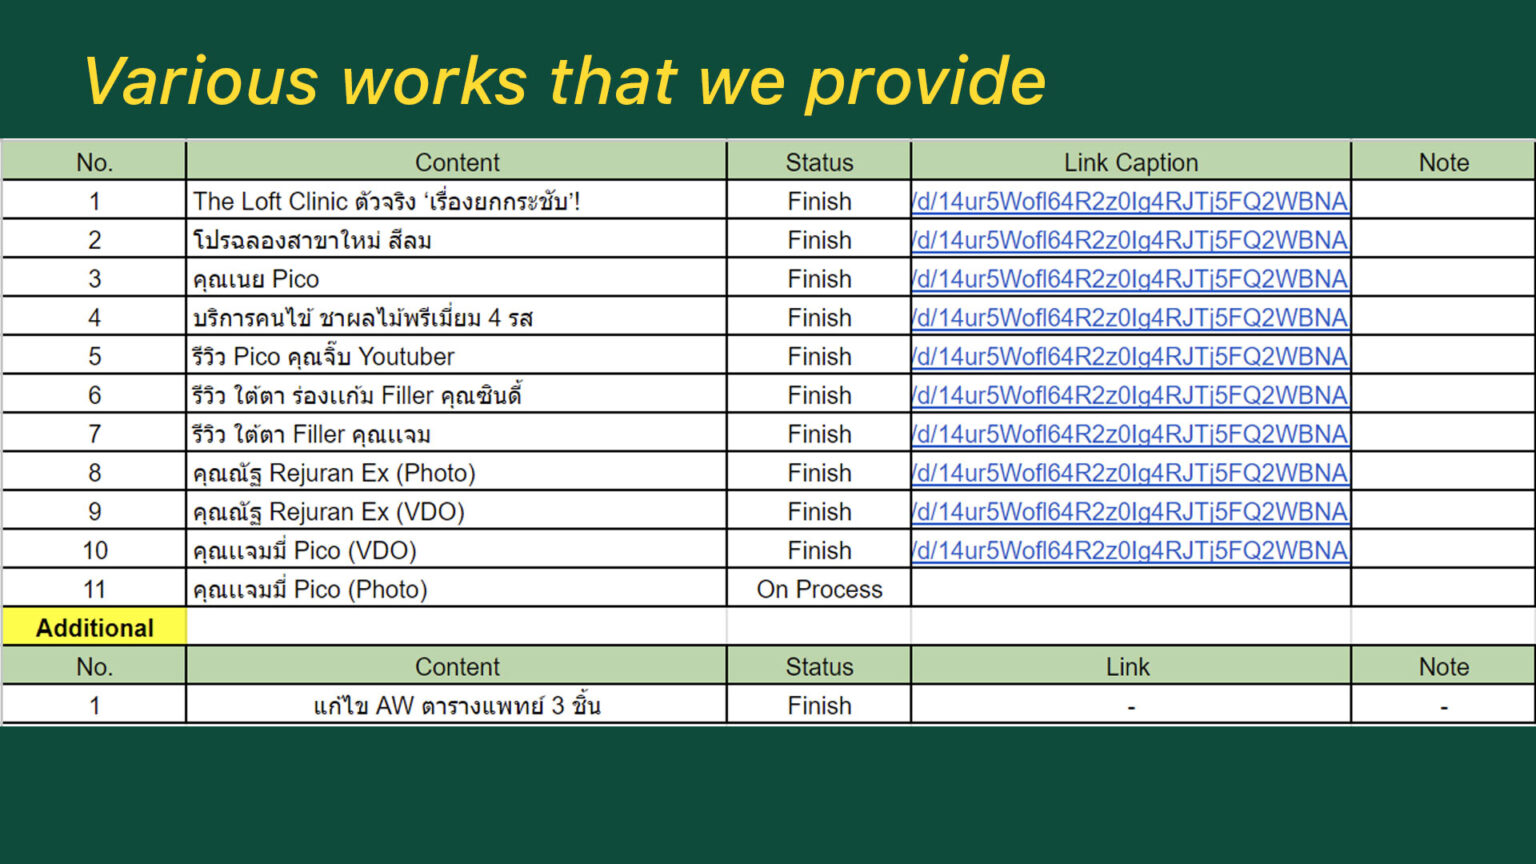 Various works that we provide
No. Content Status Link Caption Note
1 The Loft Clinic ตัวจริง ‘เรื่องยกกระชับ’! Finish /d/14ur5Wofl64R2z0Ig4RJTj5FQ2WBNA
2 โปรฉลองสาขาใหม่ สีลม Finish /d/14ur5Wofl64R2z0Ig4RJTj5FQ2WBNA
3 คุณเนย Pico Finish /d/14ur5Wofl64R2z0Ig4RJTj5FQ2WBNA
4 บริการคนไข้ ชาผลไม้พรีเมี่ยม 4 รส Finish /d/14ur5Wofl64R2z0Ig4RJTj5FQ2WBNA
5 รีวิว Pico คุณจิ๊บ Youtuber Finish /d/14ur5Wofl64R2z0Ig4RJTj5FQ2WBNA
6 รีวิว ใต้ตา ร่องแก้ม Filler คุณซินดี้ Finish /d/14ur5Wofl64R2z0Ig4RJTj5FQ2WBNA
7 รีวิว ใต้ตา Filler คุณแจม Finish /d/14ur5Wofl64R2z0Ig4RJTj5FQ2WBNA
8 คุณณัฐ Rejuran Ex (Photo) Finish /d/14ur5Wofl64R2z0Ig4RJTj5FQ2WBNA
9 คุณณัฐ Rejuran Ex (VDO) Finish /d/14ur5Wofl64R2z0Ig4RJTj5FQ2WBNA
10 คุณแจมมี่ Pico (VDO) Finish /d/14ur5Wofl64R2z0Ig4RJTj5FQ2WBNA
11 คุณแจมมี่ Pico (Photo) On Process
Additional
No. Content Status Link Note
1 แก้ไข AW ตารางแพทย์ 3 ชิ้น Finish - -